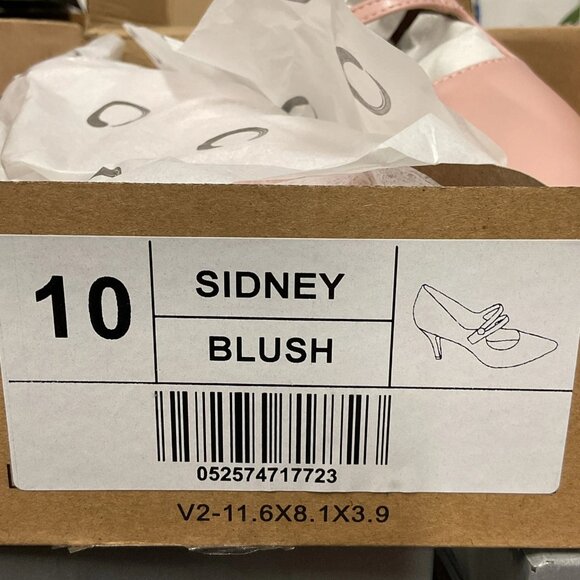 10
SIDNEY
BLUSH
052574717723
V2-11.6X8.1X3.9